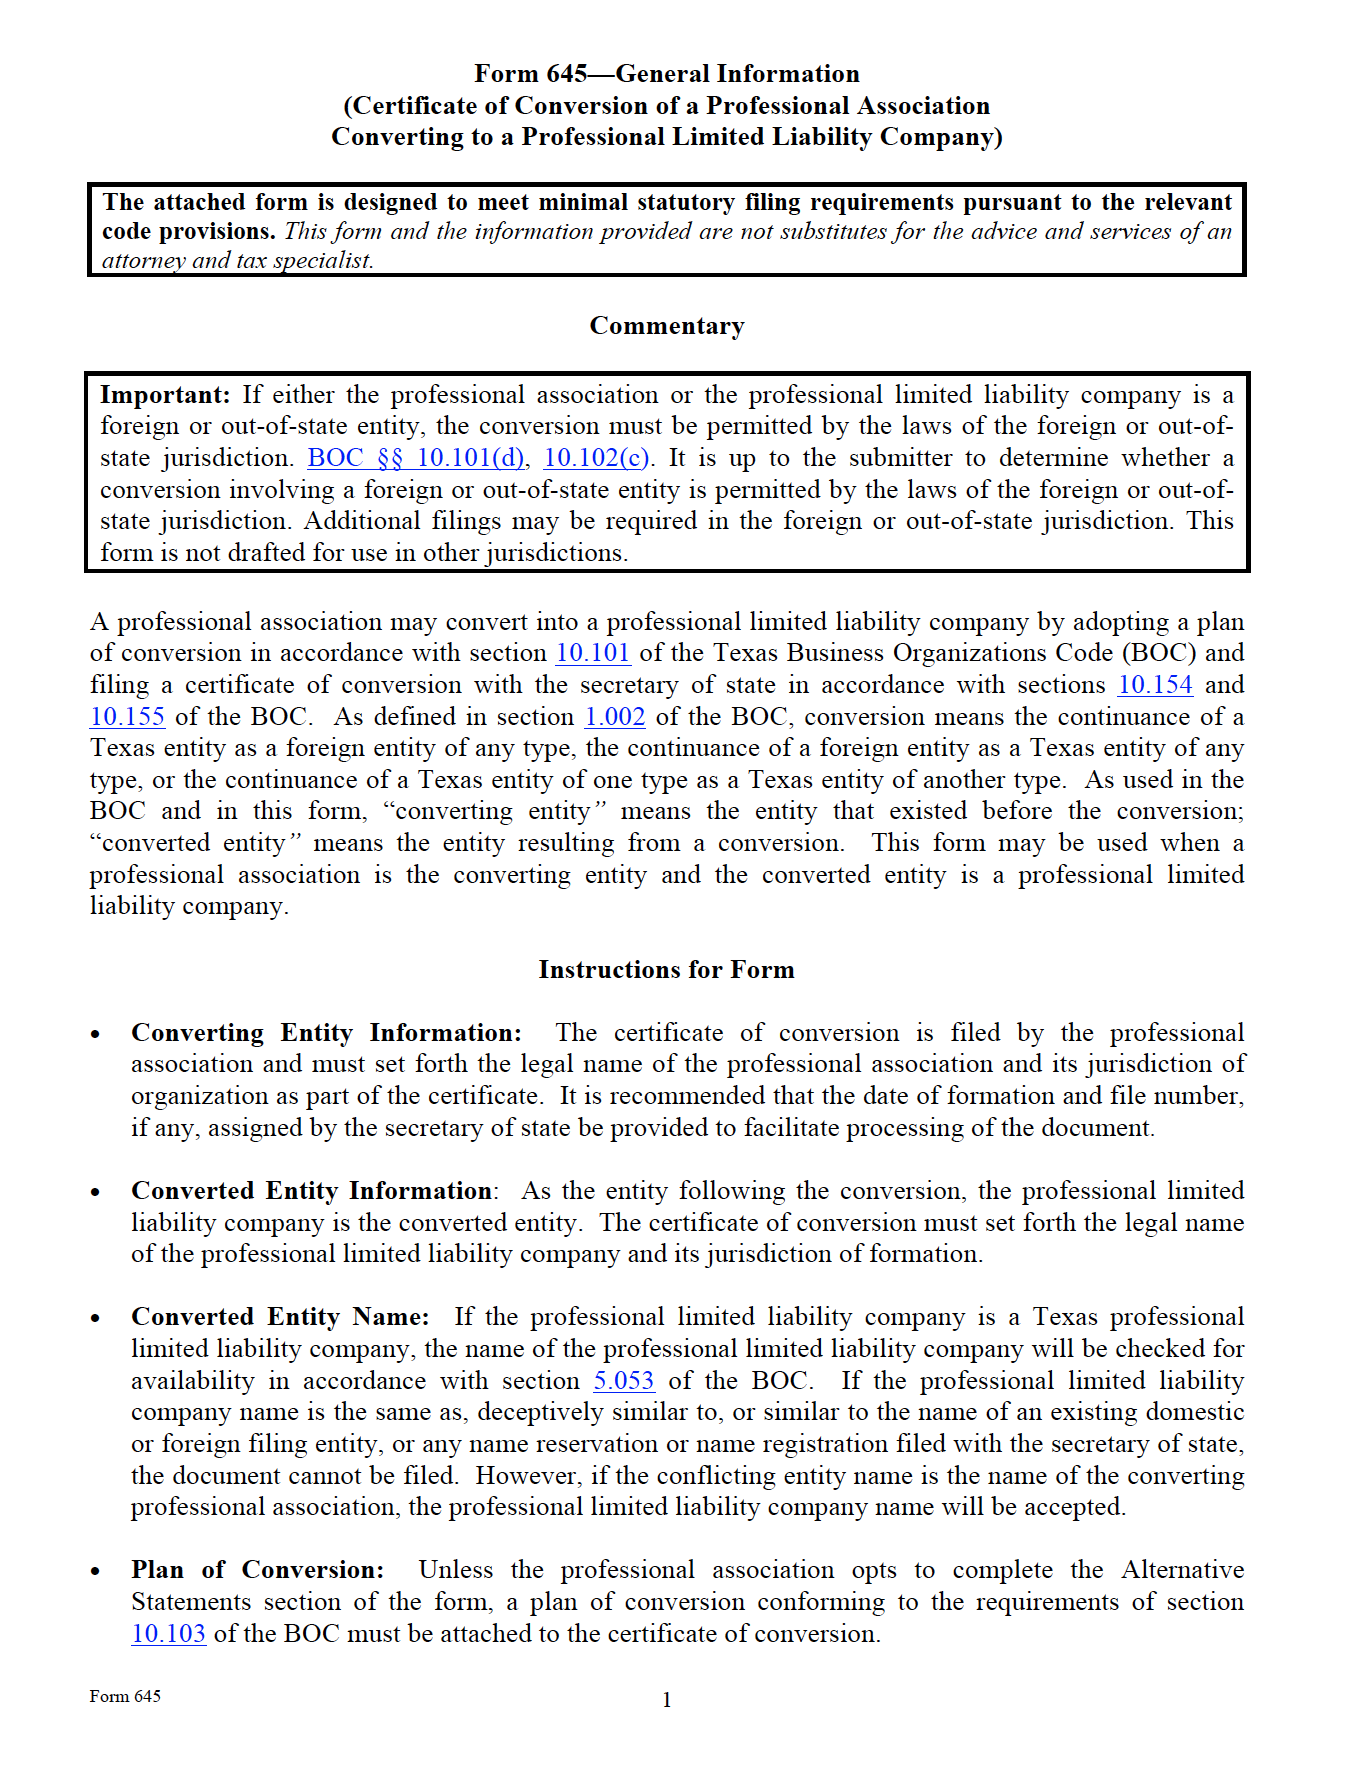 Form 645—General Information
(Certificate of Conversion of a Professional Association
Converting to a Professional Limited Liability Company)
The attached form is designed to meet minimal statutory filing requirements pursuant to the relevant
code provisions. This form and the information provided are not substitutes for the advice and services of an
attorney and tax specialist.
Commentary
Important: If either the professional association or the professional limited liability company is a
foreign or out-of-state entity, the conversion must be permitted by the laws of the foreign or out-of-
state jurisdiction. BOC §§ 10.101(d), 10.102(c). It is up to the submitter to determine whether a
conversion involving a foreign or out-of-state entity is permitted by the laws of the foreign or out-of-
state jurisdiction. Additional filings may be required in the foreign or out-of-state jurisdiction. This
form is not drafted for use in other jurisdictions.
A professional association may convert into a professional limited liability company by adopting a plan
of conversion in accordance with section 10.101 of the Texas Business Organizations Code (BOC) and
filing a certificate of conversion with the secretary of state in accordance with sections 10.154 and
10.155 of the BOC. As defined in section 1.002 of the BOC, conversion means the continuance of a
Texas entity as a foreign entity of any type, the continuance of a foreign entity as a Texas entity of any
type, or the continuance of a Texas entity of one type as a Texas entity of another type. As used in the
BOC and in this form, “converting entity” means the entity that existed before the conversion;
“converted entity” means the entity resulting from a conversion. This form may be used when a
professional association is the converting entity and the converted entity is a professional limited
liability company.
Instructions for Form
• Converting Entity Information: The certificate of conversion is filed by the professional
association and must set forth the legal name of the professional association and its jurisdiction of
organization as part of the certificate. It is recommended that the date of formation and file number,
if any, assigned by the secretary of state be provided to facilitate processing of the document.
• Converted Entity Information: As the entity following the conversion, the professional limited
liability company is the converted entity. The certificate of conversion must set forth the legal name
of the professional limited liability company and its jurisdiction of formation.
• Converted Entity Name: If the professional limited liability company is a Texas professional
limited liability company, the name of the professional limited liability company will be checked for
availability in accordance with section 5.053 of the BOC. If the professional limited liability
company name is the same as, deceptively similar to, or similar to the name of an existing domestic
or foreign filing entity, or any name reservation or name registration filed with the secretary of state,
the document cannot be filed. However, if the conflicting entity name is the name of the converting
professional association, the professional limited liability company name will be accepted.
• Plan of Conversion: Unless the professional association opts to complete the Alternative
Statements section of the form, a plan of conversion conforming to the requirements of section
10.103 of the BOC must be attached to the certificate of conversion.
Form 645
1